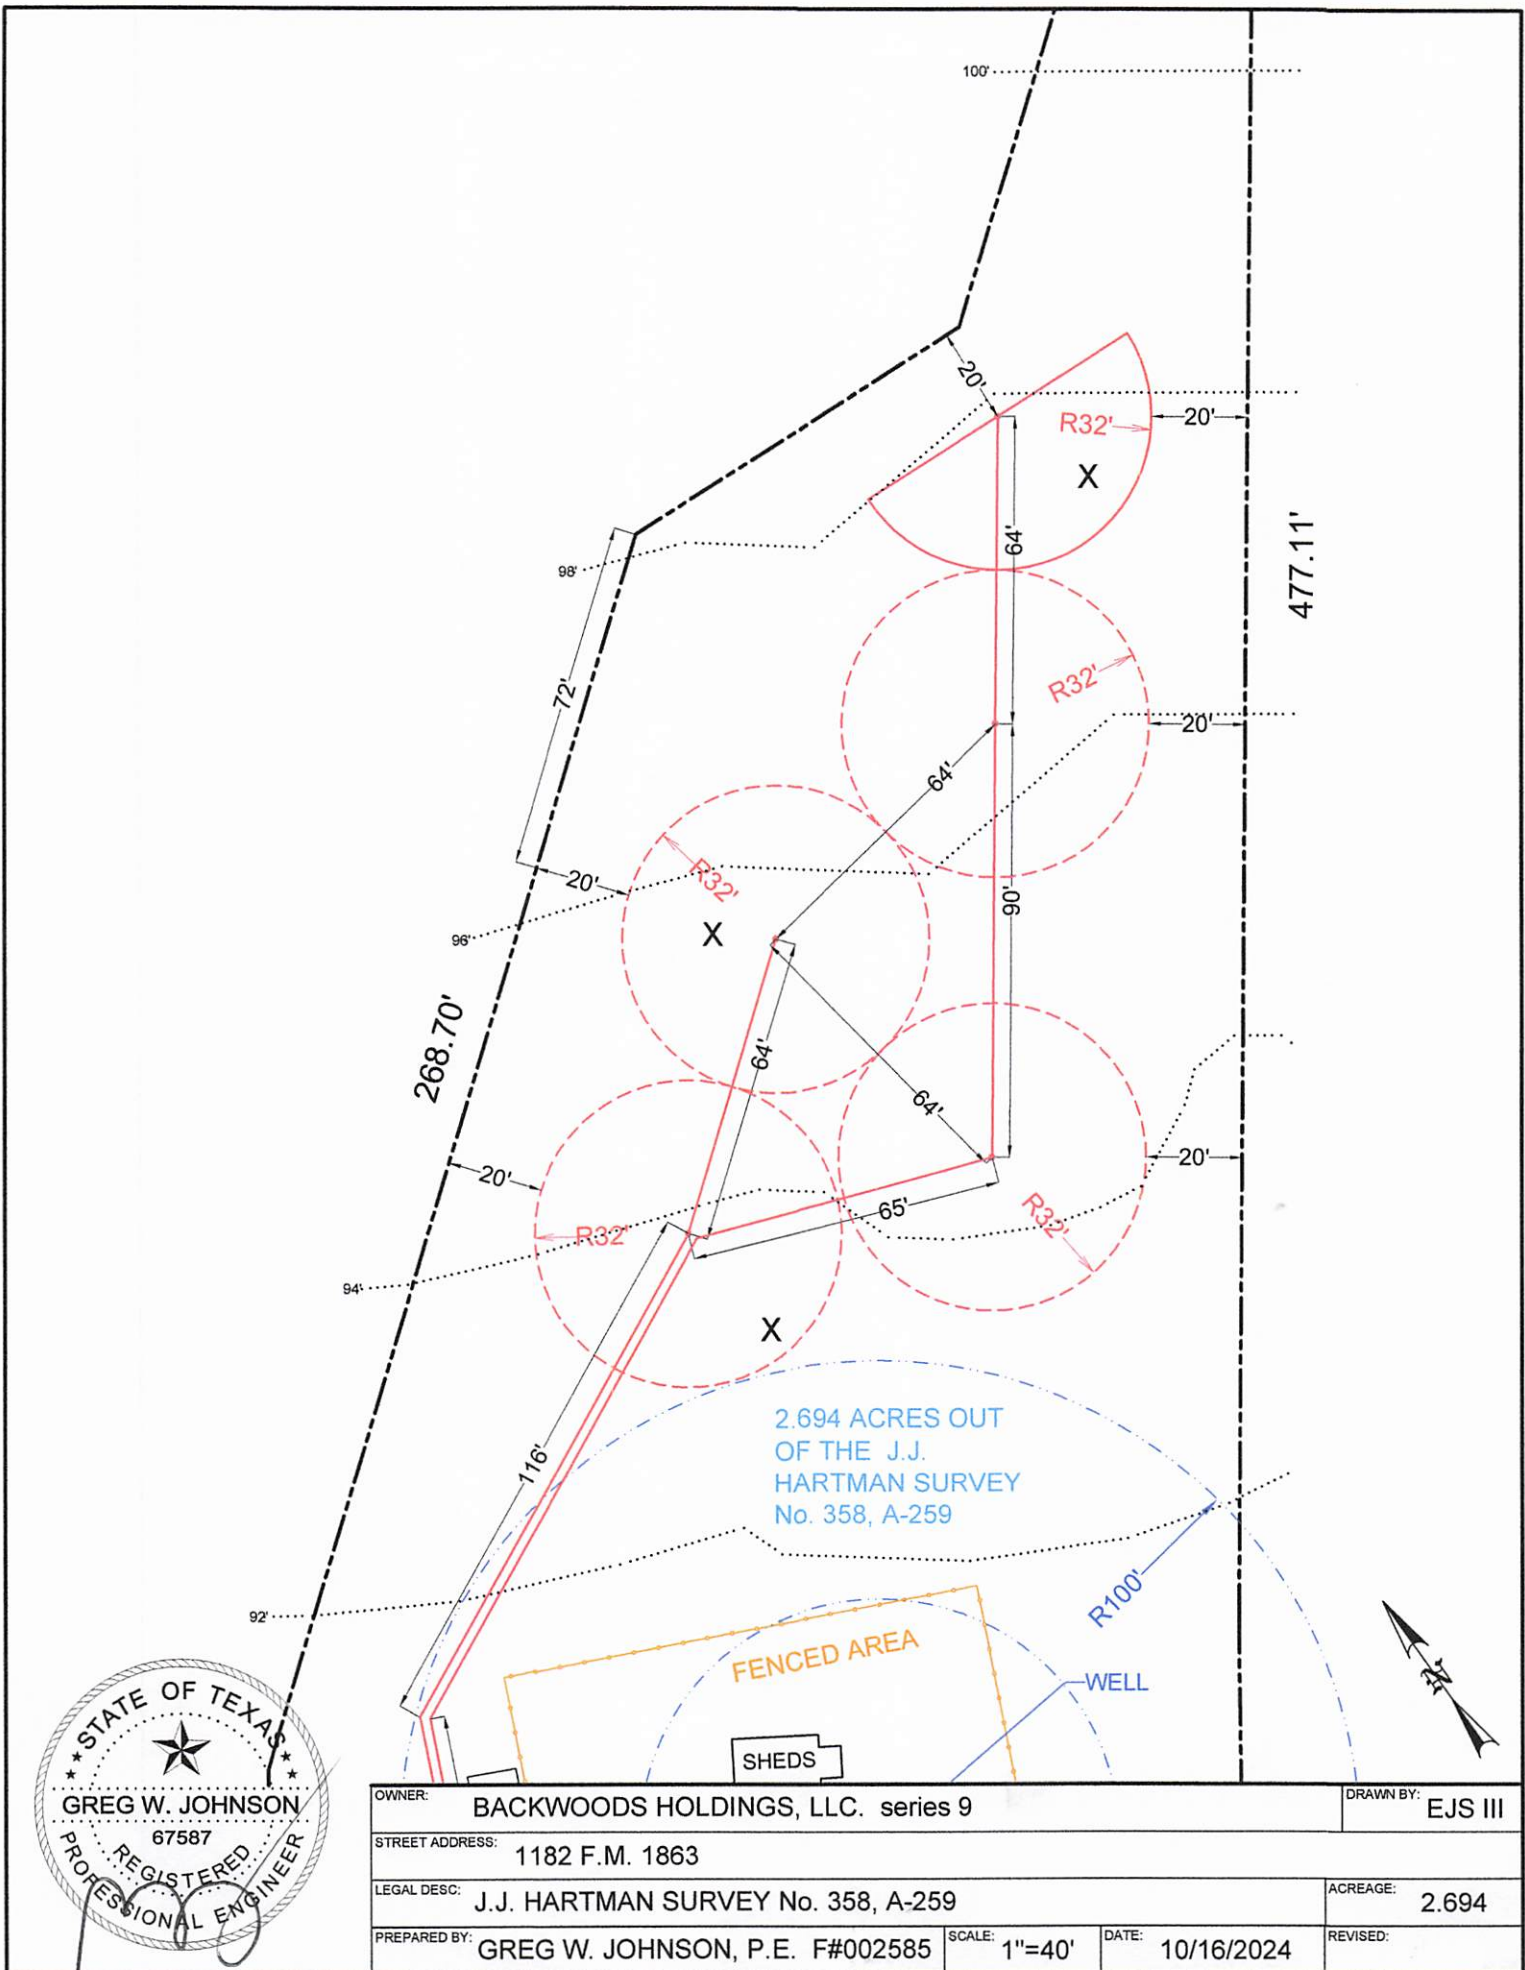 100'
20'
R32'
20'
X
64'
477.11'
98'
72'
R32'
20'
64'
20'
R32'
96'
X
90'
268.70'
64'
64'
20'
20'
65'
R32'
R32'
94'
X
116'
2.694 ACRES OUT
OF THE J.J.
HARTMAN SURVEY
No. 358, A-259
R100'
92'
FENCED AREA
WELL
SHEDS
N
STATE OF TEXAS
GREG W. JOHNSON
67587
REGISTERED
PROFESSIONAL ENGINEER
OWNER: BACKWOODS HOLDINGS, LLC. series 9
DRAWN BY: EJS III
STREET ADDRESS: 1182 F.M. 1863
LEGAL DESC: J.J. HARTMAN SURVEY No. 358, A-259
ACREAGE: 2.694
PREPARED BY: GREG W. JOHNSON, P.E. F#002585
SCALE: 1"=40'
DATE: 10/16/2024
REVISED: